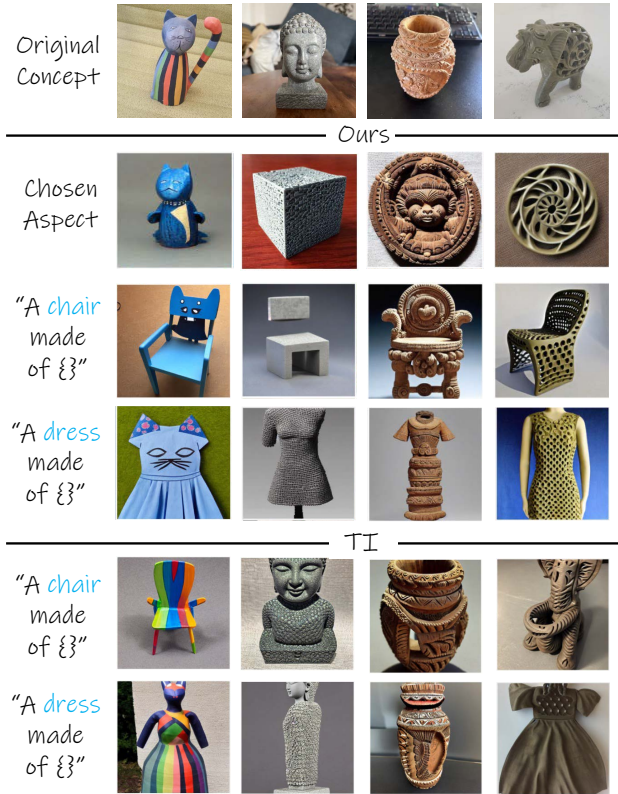 Original
Concept
Ours
Chosen
Aspect
"A chair
made
of {}"
"A dress
made
of {}"
TI
"A chair
made
of {}"
"A dress
made
of {}"